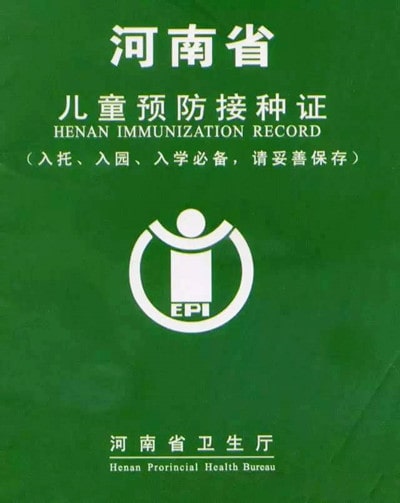 河南省
儿童预防接种证
HENAN IMMUNIZATION RECORD
（入托、入园、入学必备，请妥善保存）
EPI
河南省卫生厅
Henan Prorincial Health Bureau